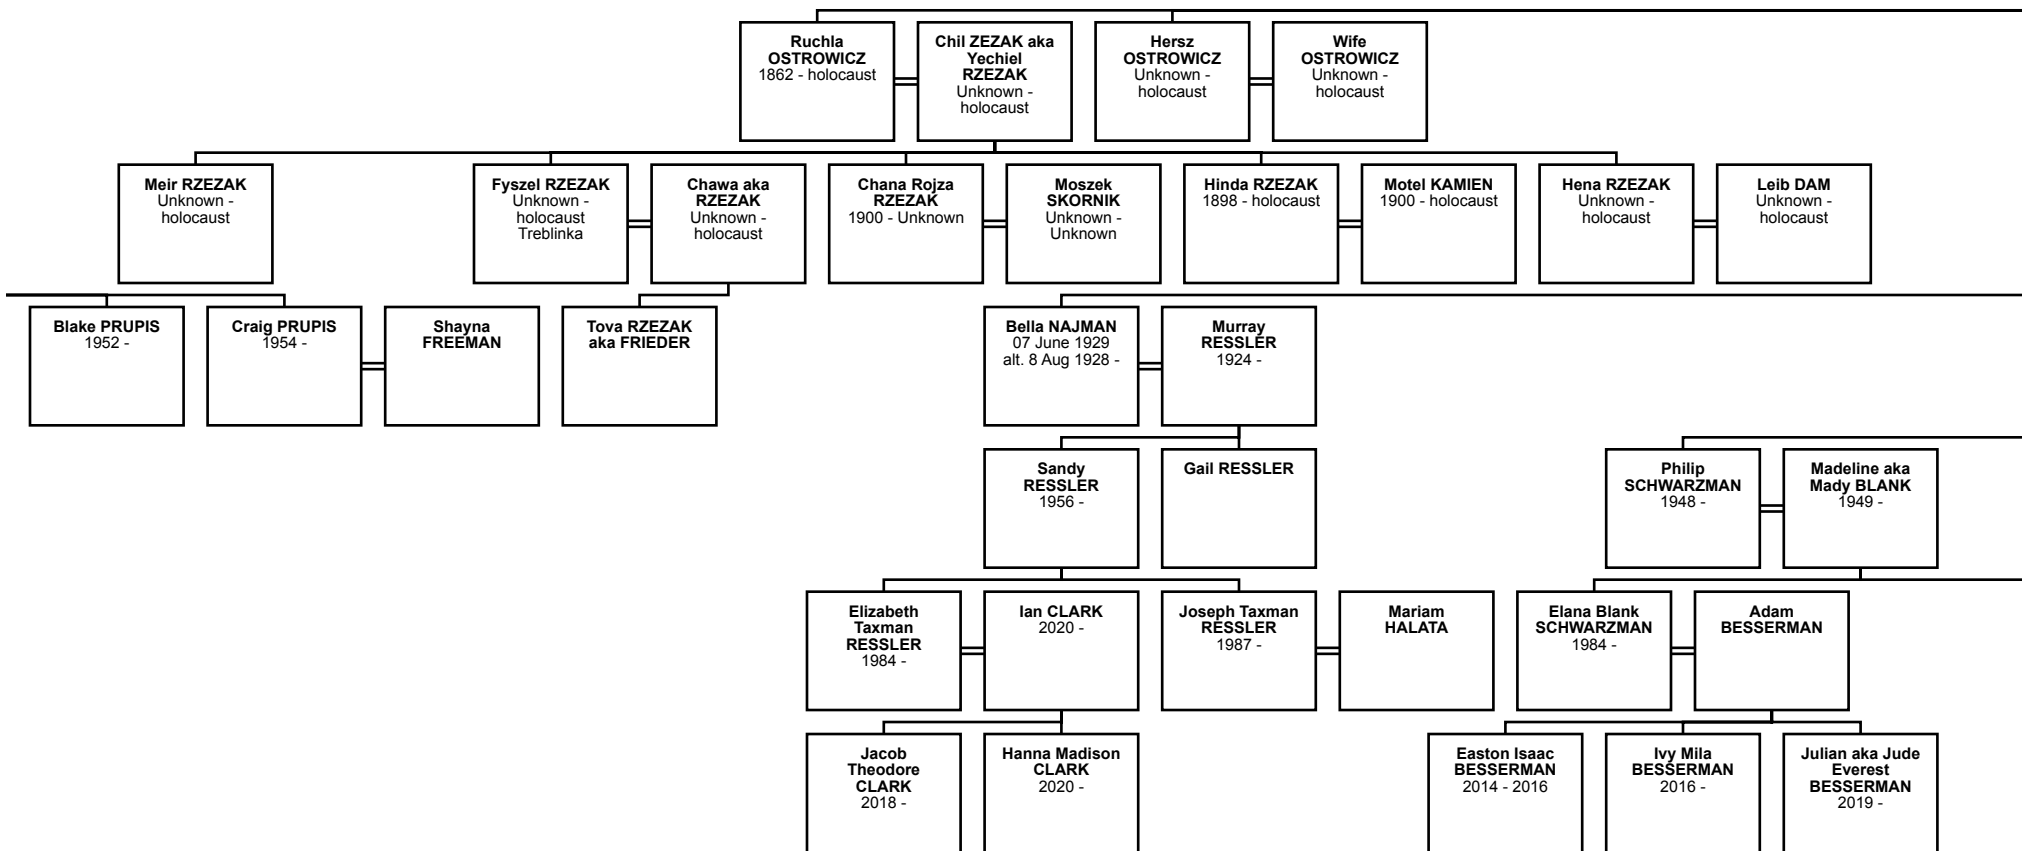 Ruchla
OSTROWICZ
1862 - holocaust
Chil ZEZAK aka
Yechiel
RZEZAK
Unknown -
holocaust
Hersz
OSTROWICZ
Unknown -
holocaust
Wife
OSTROWICZ
Unknown -
holocaust
Meir RZEZAK
Unknown -
holocaust
Fyszel RZEZAK
Unknown -
holocaust
Treblinka
Chawa aka
RZEZAK
Unknown -
holocaust
Chana Rojza
RZEZAK
1900 - Unknown
Moszek
SKORNIK
Unknown -
Unknown
Hinda RZEZAK
1898 - holocaust
Motel KAMIEN
1900 - holocaust
Hena RZEZAK
Unknown -
holocaust
Leib DAM
Unknown -
holocaust
Blake PRUPIS
1952 -
Craig PRUPIS
1954 -
Shayna
FREEMAN
Tova RZEZAK
aka FRIEDER
Bella NAJMAN
07 June 1929
alt. 8 Aug 1928 -
Murray
RESSLER
1924 -
Sandy
RESSLER
1956 -
Gail RESSLER
Philip
SCHWARZMAN
1948 -
Madeline aka
Mady BLANK
1949 -
Elizabeth
Taxman
RESSLER
1984 -
Ian CLARK
2020 -
Joseph Taxman
RESSLER
1987 -
Mariam
HALATA
Elana Blank
SCHWARZMAN
1984 -
Adam
BESSERMAN
Jacob
Theodore
CLARK
2018 -
Hanna Madison
CLARK
2020 -
Easton Isaac
BESSERMAN
2014 - 2016
Ivy Mila
BESSERMAN
2016 -
Julian aka Jude
Everest
BESSERMAN
2019 -